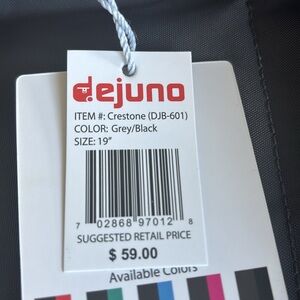 dejuno
ITEM #: Crestone (DJB-601)
COLOR: Grey/Black
SIZE: 19"
7 02868 97012 8
SUGGESTED RETAIL PRICE
$ 59.00
Available Colors